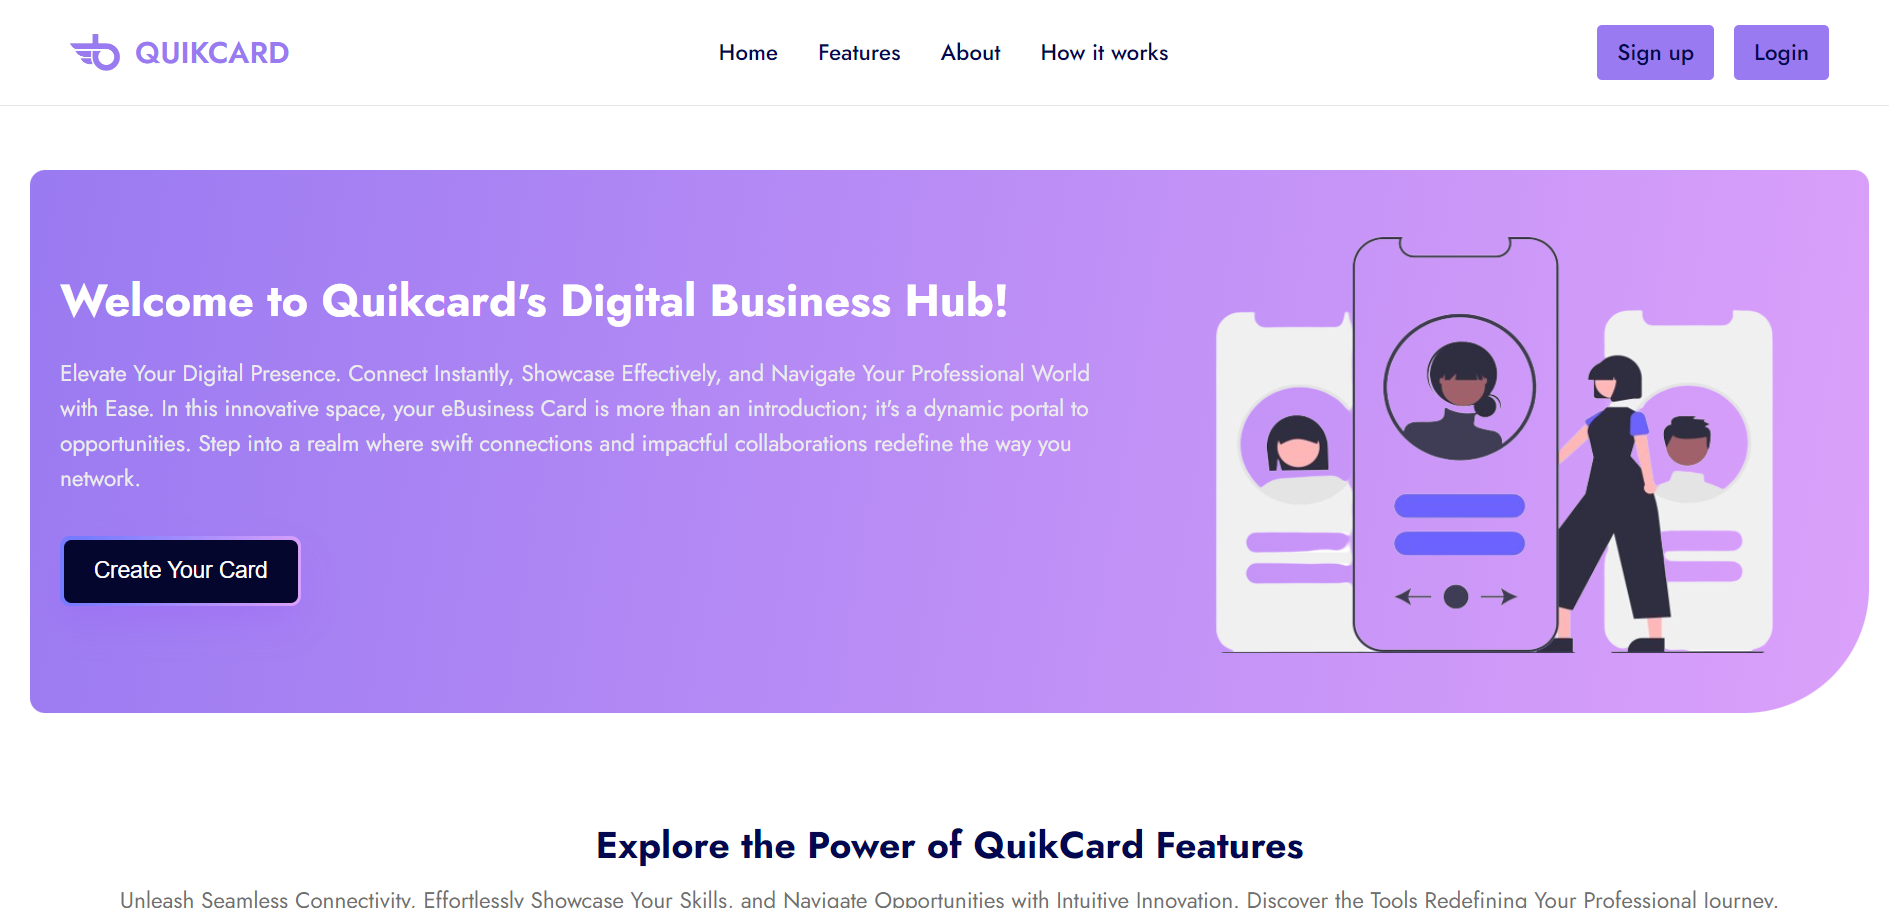 QUIKCARD
Home Features About How it works
Sign up Login
Welcome to Quikcard's Digital Business Hub!
Elevate Your Digital Presence. Connect Instantly, Showcase Effectively, and Navigate Your Professional World
with Ease. In this innovative space, your eBusiness Card is more than an introduction; it's a dynamic portal to
opportunities. Step into a realm where swift connections and impactful collaborations redefine the way you
network.
Create Your Card
Explore the Power of QuikCard Features
Unleash Seamless Connectivity, Effortlessly Showcase Your Skills, and Navigate Opportunities with Intuitive Innovation. Discover the Tools Redefining Your Professional Journey.